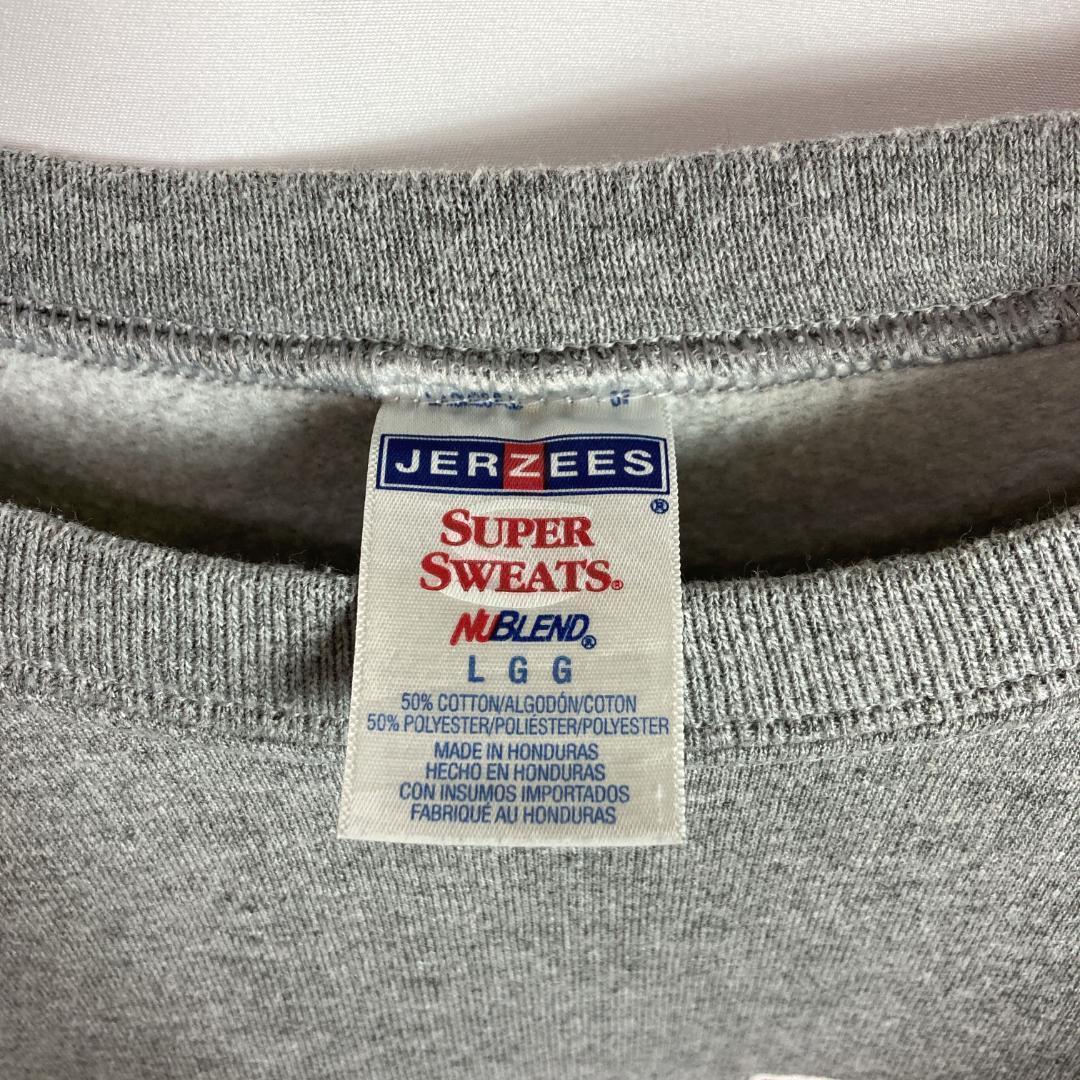 JERZEES
®
SUPER
SWEATS®
NUBLEND®
L G G
50% COTTON/ALGODÓN/COTON
50% POLYESTER/POLIÉSTER/POLYESTER
MADE IN HONDURAS
HECHO EN HONDURAS
CON INSUMOS IMPORTADOS
FABRIQUÉ AU HONDURAS